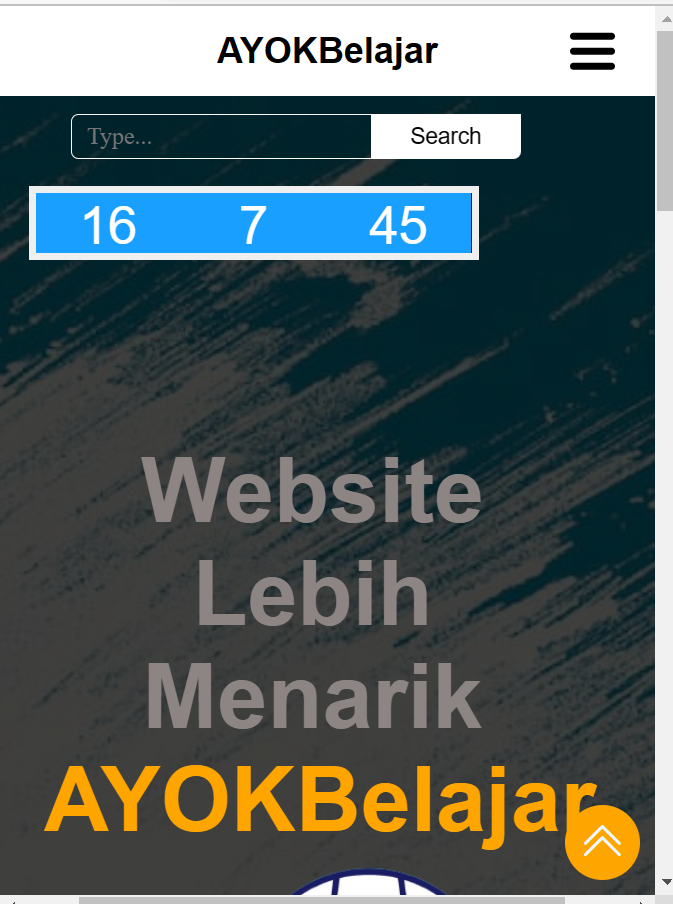 AYOKBelajar
Type... Search
16 7 45
Website
Lebih
Menarik
AYOKBelajar